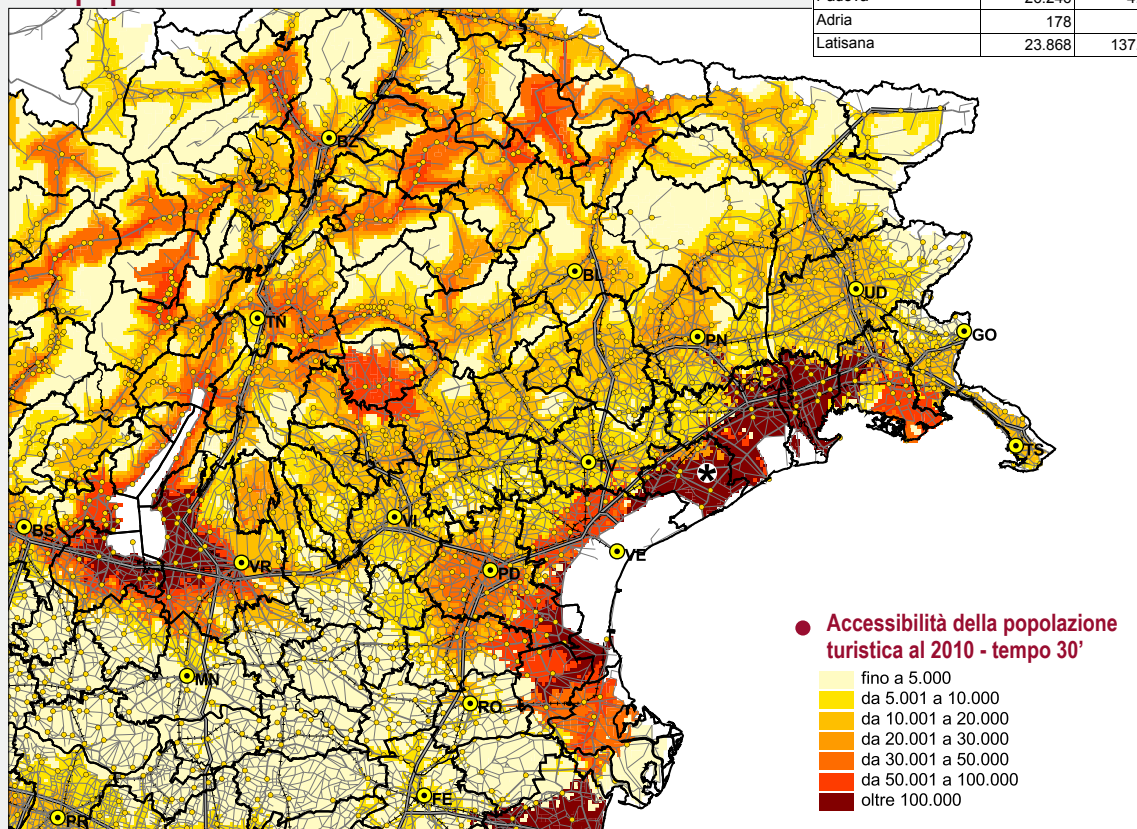 Adria 178
Latisana 23.868 137
BZ
BL
UD
TN
PN
GO
TS
BS
VI
VE
VR
PD
MN
RO
FE
PR
*
Accessibilità della popolazione
turistica al 2010 - tempo 30’
fino a 5.000
da 5.001 a 10.000
da 10.001 a 20.000
da 20.001 a 30.000
da 30.001 a 50.000
da 50.001 a 100.000
oltre 100.000